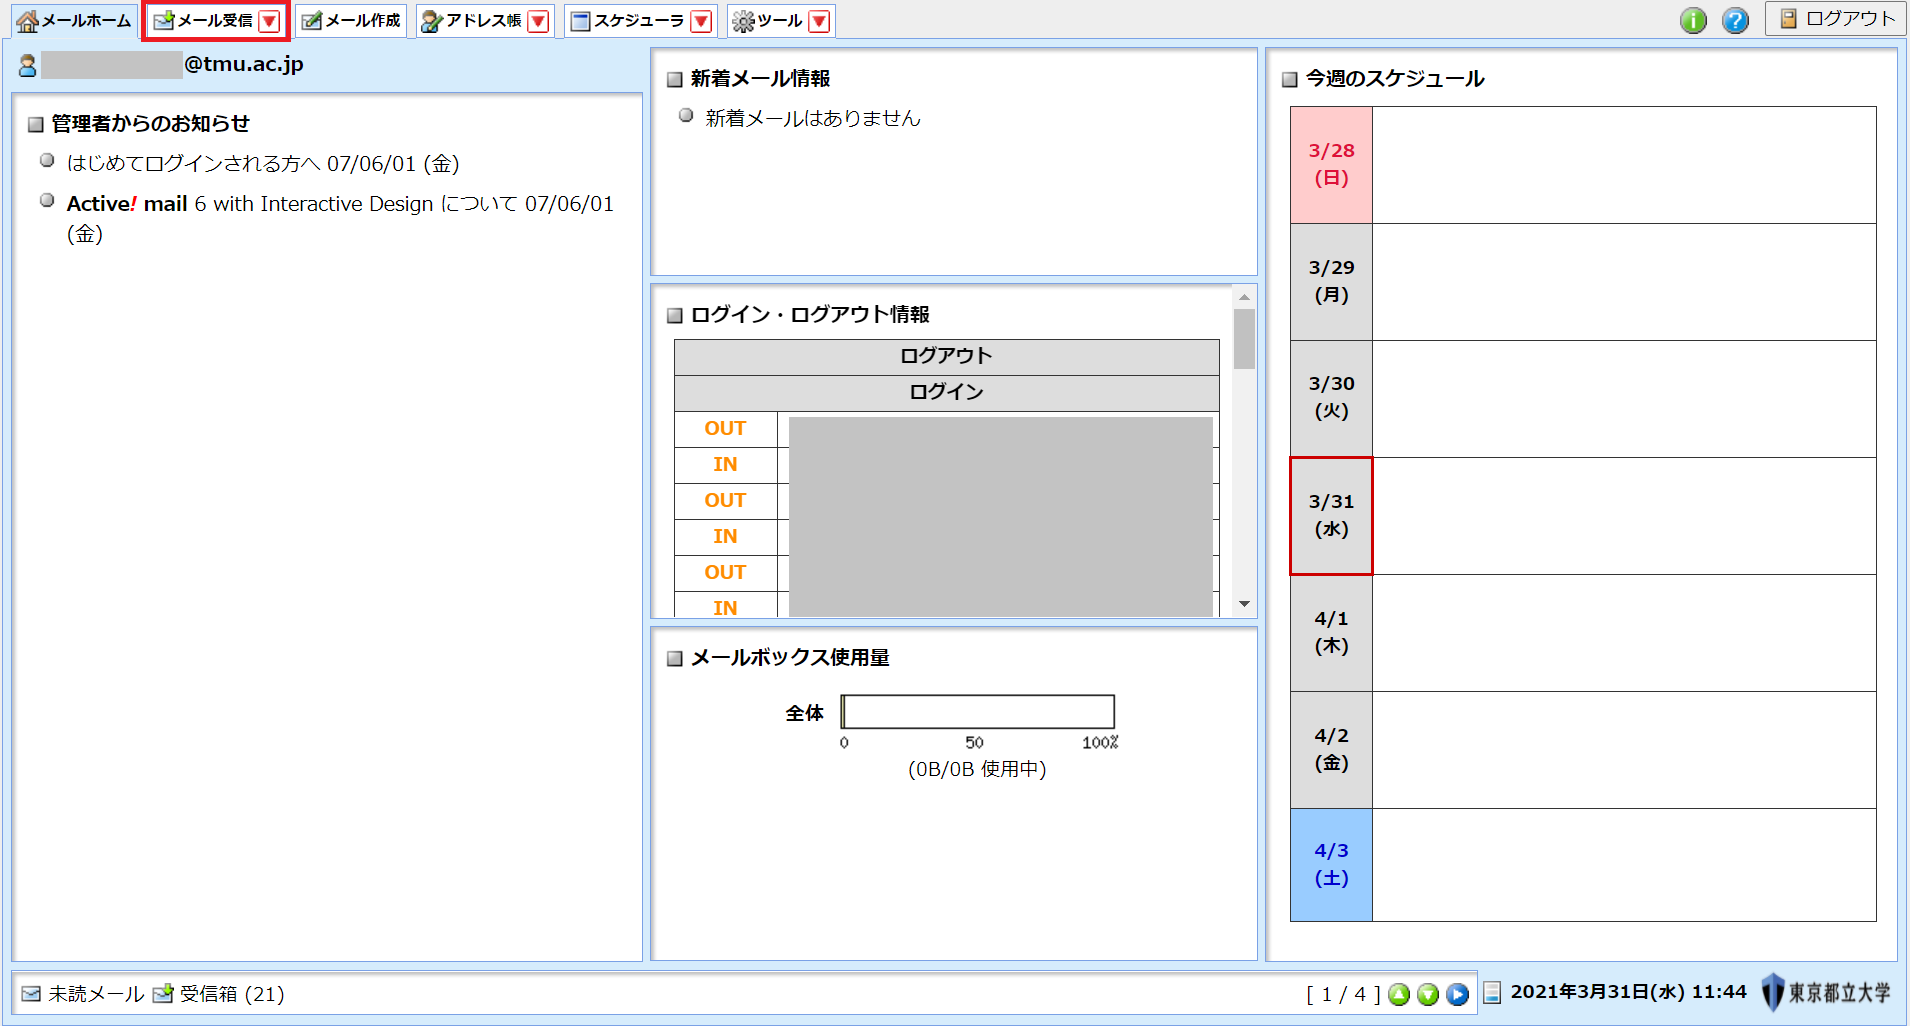 メールホーム メール受信 メール作成 アドレス帳 スケジューラ ツール ログアウト
@tmu.ac.jp
管理者からのお知らせ
はじめてログインされる方へ 07/06/01 (金)
Active! mail 6 with Interactive Design について 07/06/01
(金)
新着メール情報
新着メールはありません
ログイン・ログアウト情報
ログアウト
ログイン
OUT
IN
OUT
IN
OUT
IN
メールボックス使用量
全体
0 50 100%
(0B/0B 使用中)
今週のスケジュール
3/28
(日)
3/29
(月)
3/30
(火)
3/31
(水)
4/1
(木)
4/2
(金)
4/3
(土)
未読メール 受信箱 (21)
[ 1 / 4 ]
2021年3月31日(水) 11:44
東京都立大学